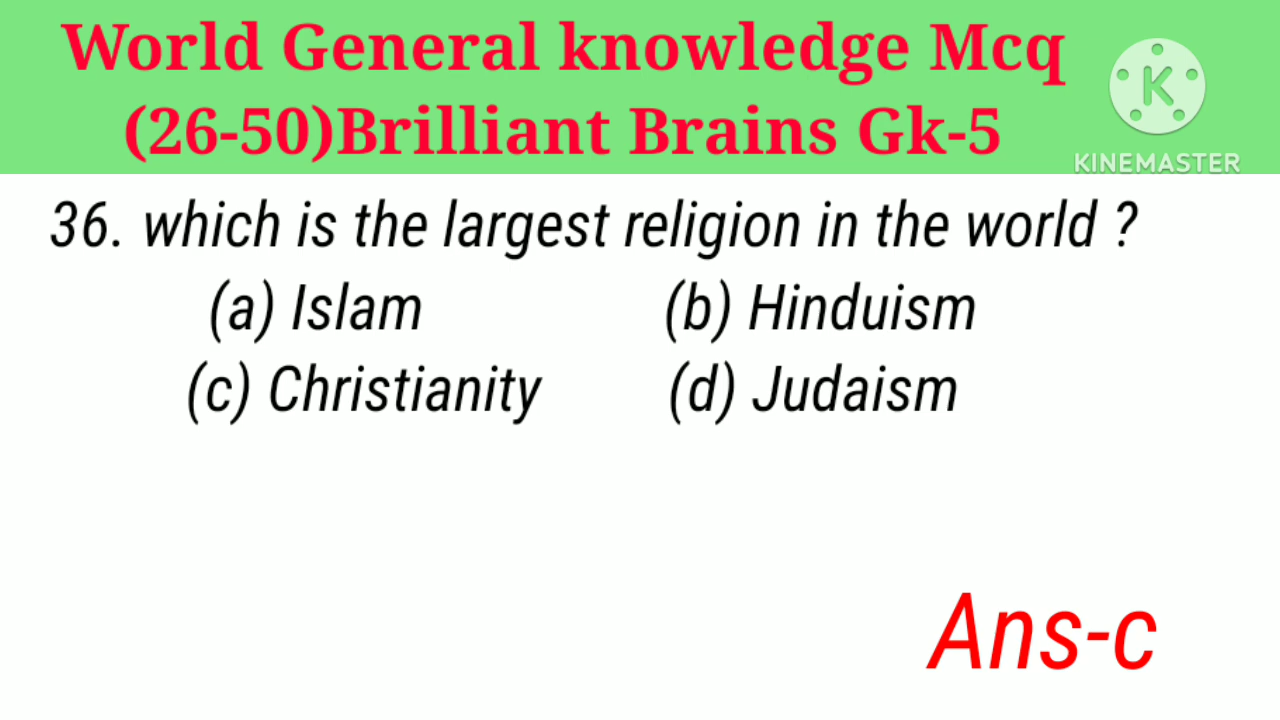 World General knowledge Mcq
(26-50)Brilliant Brains Gk-5
K
KINEMASTER
36. which is the largest religion in the world ?
(a) Islam (b) Hinduism
(c) Christianity (d) Judaism
Ans-c